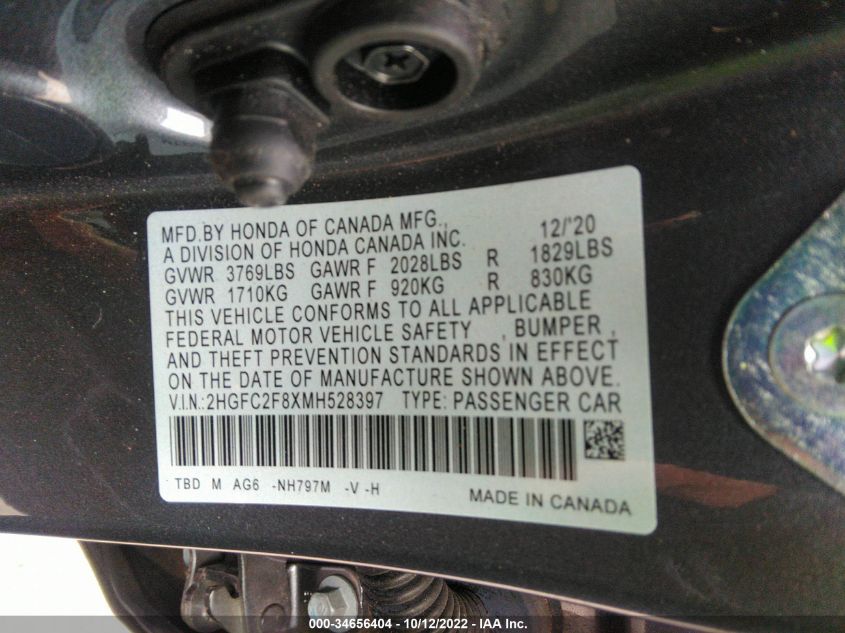 MFD.BY HONDA OF CANADA MFG., 12/'20
A DIVISION OF HONDA CANADA INC.
GVWR 3769LBS GAWR F 2028LBS R 1829LBS
GVWR 1710KG GAWR F 920KG R 830KG
THIS VEHICLE CONFORMS TO ALL APPLICABLE
FEDERAL MOTOR VEHICLE SAFETY , BUMPER ,
AND THEFT PREVENTION STANDARDS IN EFFECT
ON THE DATE OF MANUFACTURE SHOWN ABOVE.
V.I.N.:2HGFC2F8XMH528397 TYPE: PASSENGER CAR
TBD M AG6 -NH797M -V -H
MADE IN CANADA
000-34656404 - 10/12/2022 - IAA Inc.